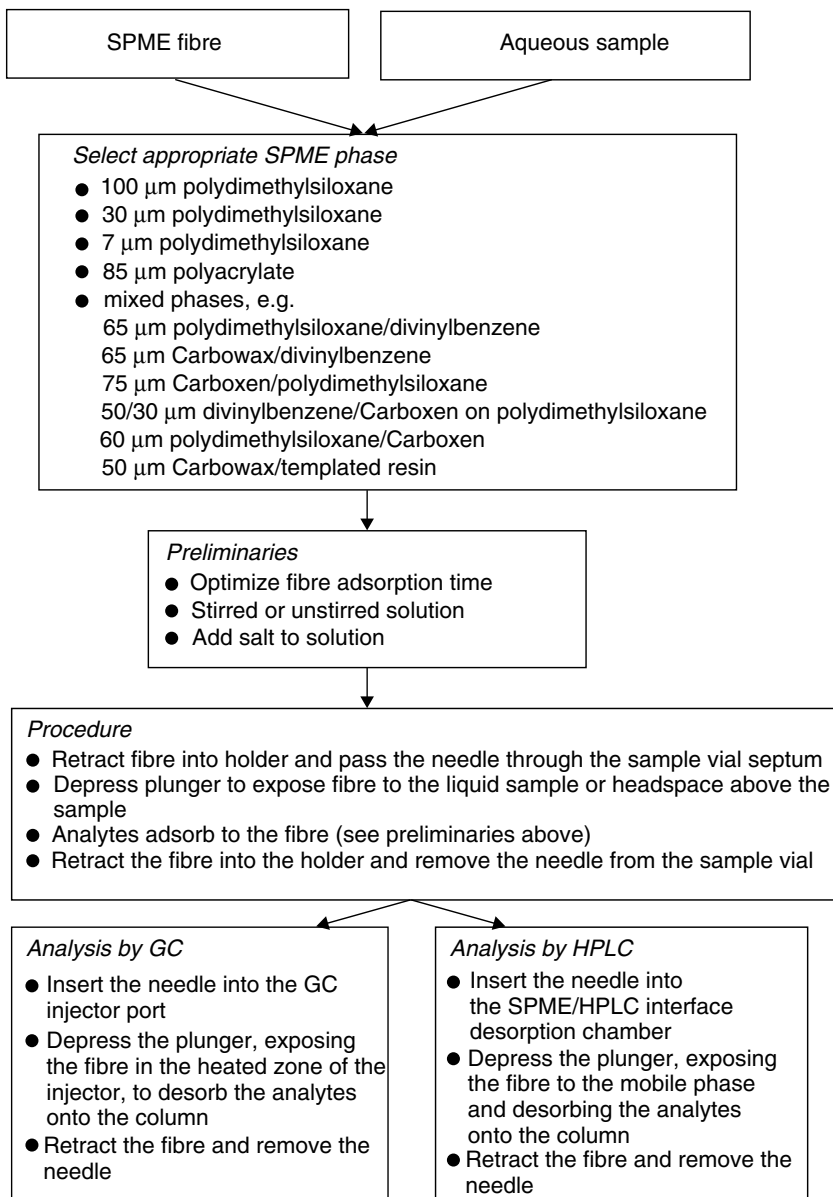 SPME fibre
Aqueous sample
Select appropriate SPME phase
● 100 μm polydimethylsiloxane
● 30 μm polydimethylsiloxane
● 7 μm polydimethylsiloxane
● 85 μm polyacrylate
● mixed phases, e.g.
65 μm polydimethylsiloxane/divinylbenzene
65 μm Carbowax/divinylbenzene
75 μm Carboxen/polydimethylsiloxane
50/30 μm divinylbenzene/Carboxen on polydimethylsiloxane
60 μm polydimethylsiloxane/Carboxen
50 μm Carbowax/templated resin
Preliminaries
● Optimize fibre adsorption time
● Stirred or unstirred solution
● Add salt to solution
Procedure
● Retract fibre into holder and pass the needle through the sample vial septum
● Depress plunger to expose fibre to the liquid sample or headspace above the
sample
● Analytes adsorb to the fibre (see preliminaries above)
● Retract the fibre into the holder and remove the needle from the sample vial
Analysis by GC
● Insert the needle into the GC
injector port
● Depress the plunger, exposing
the fibre in the heated zone of the
injector, to desorb the analytes
onto the column
● Retract the fibre and remove the
needle
Analysis by HPLC
● Insert the needle into
the SPME/HPLC interface
desorption chamber
● Depress the plunger, exposing
the fibre to the mobile phase
and desorbing the analytes
onto the column
● Retract the fibre and remove the
needle